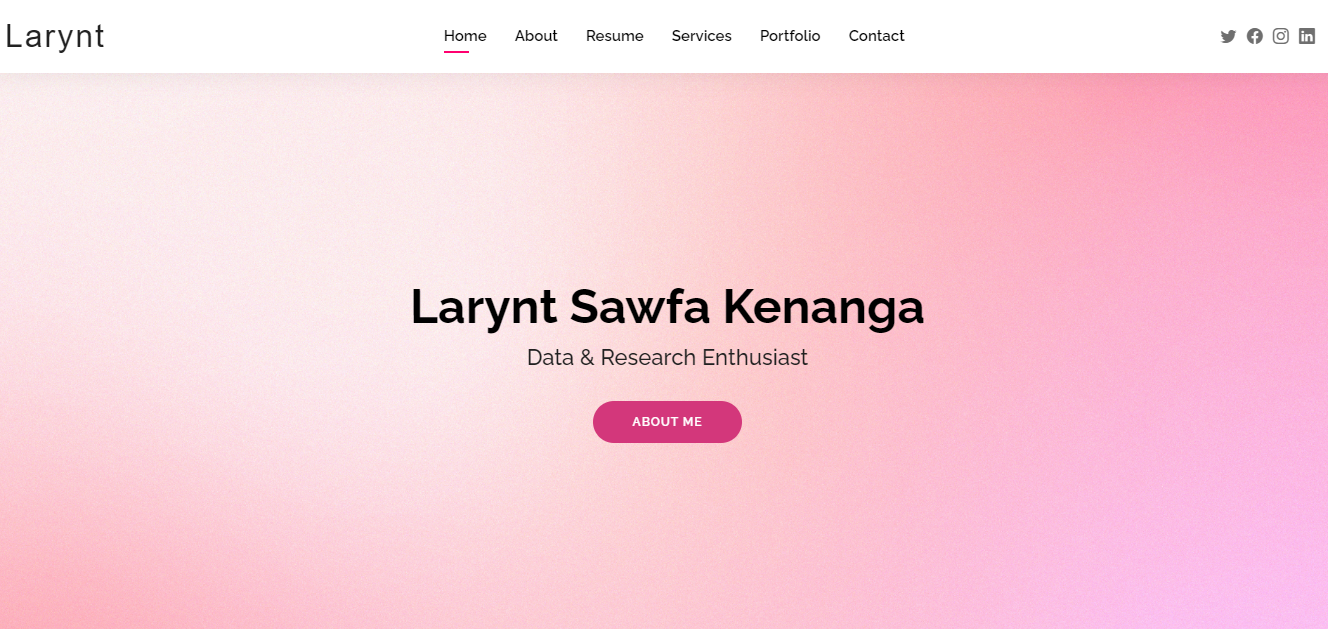 Larynt
Home About Resume Services Portfolio Contact
Larynt Sawfa Kenanga
Data & Research Enthusiast
ABOUT ME